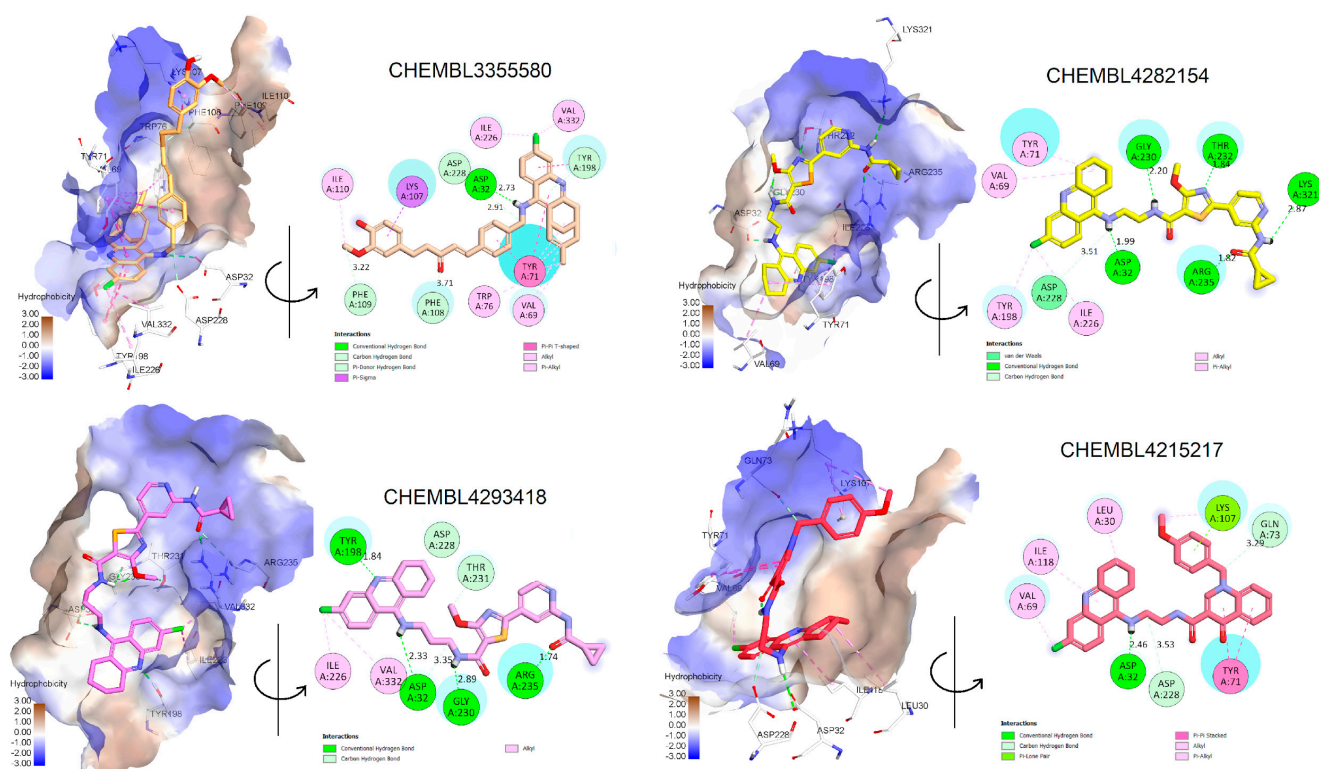 CHEMBL3355580
LYS107
ILE110
PHE108
TRP76
TYR71
ASP32
ASP228
VAL332
TYR198
ILE226
Hydrophobicity
3.00
2.00
1.00
0.00
-1.00
-2.00
-3.00
ILE A:226
VAL A:332
ASP A:228
ASP A:32
TYR A:198
2.73
2.91
ILE A:110
LYS A:107
3.22
3.71
TYR A:71
PHE A:109
PHE A:108
TRP A:76
VAL A:69
Interactions
Conventional Hydrogen Bond
Carbon Hydrogen Bond
Pi-Donor Hydrogen Bond
Pi-Sigma
Pi-Pi T-shaped
Alkyl
Pi-Alkyl
CHEMBL4282154
LYS321
ARG235
ASP32
TYR71
VAL69
Hydrophobicity
3.00
2.00
1.00
0.00
-1.00
-2.00
-3.00
TYR A:71
VAL A:69
GLY A:230
THR A:232
LYS A:321
2.20
1.84
2.87
3.51
1.99
1.82
ASP A:32
ARG A:235
ASP A:228
TYR A:198
ILE A:226
Interactions
van der Waals
Conventional Hydrogen Bond
Carbon Hydrogen Bond
Alkyl
Pi-Alkyl
CHEMBL4293418
THR231
ARG235
TYR198
Hydrophobicity
3.00
2.00
1.00
0.00
-1.00
-2.00
-3.00
TYR A:198
1.84
ASP A:228
THR A:231
2.33
3.35
2.89
1.74
ILE A:226
VAL A:332
ASP A:32
GLY A:230
ARG A:235
Interactions
Conventional Hydrogen Bond
Carbon Hydrogen Bond
Alkyl
CHEMBL4215217
GLN73
LYS107
TYR71
LEU30
ASP228
ASP32
Hydrophobicity
3.00
2.00
1.00
0.00
-1.00
-2.00
-3.00
LEU A:30
LYS A:107
GLN A:73
3.29
ILE A:118
VAL A:69
2.46
3.53
ASP A:32
ASP A:228
TYR A:71
Interactions
Conventional Hydrogen Bond
Carbon Hydrogen Bond
Pi-Lone Pair
Pi-Pi Stacked
Alkyl
Pi-Alkyl